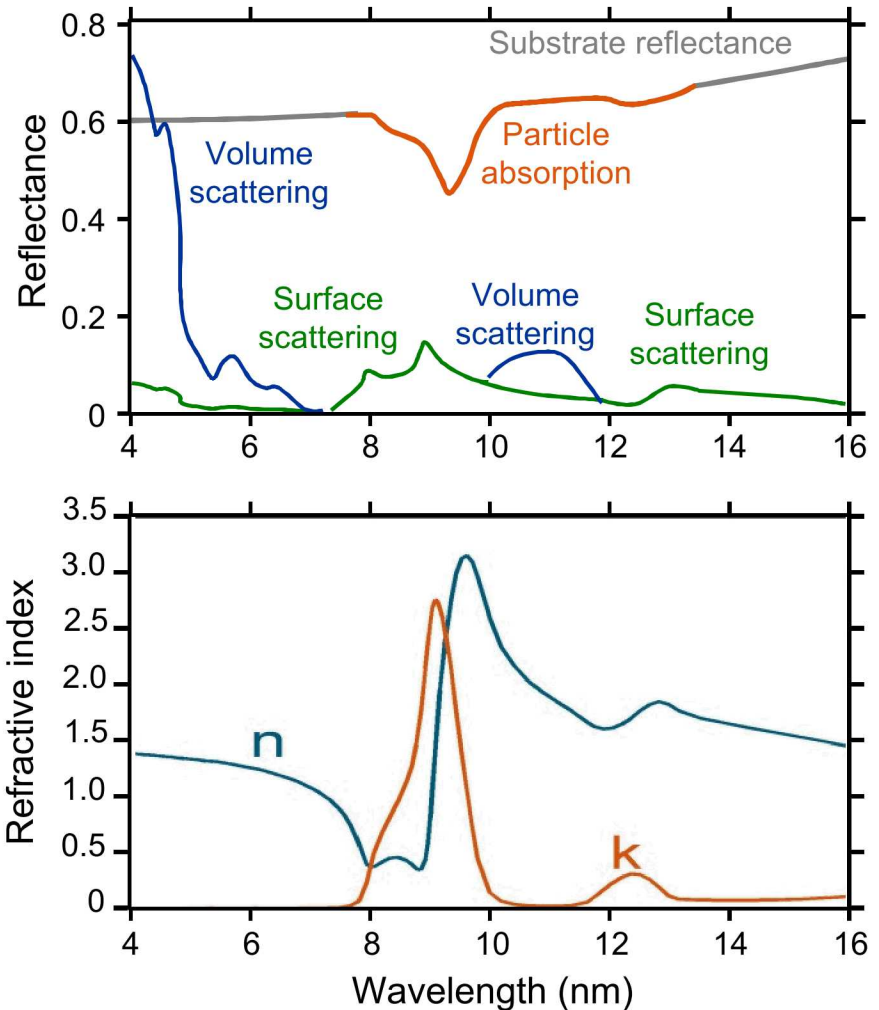 0.8
0.6
0.4
0.2
0
Reflectance
Substrate reflectance
Volume
scattering
Particle
absorption
Surface
scattering
Volume
scattering
Surface
scattering
4 6 8 10 12 14 16
3.5
3.0
2.5
2.0
1.5
1.0
0.5
0
Refractive index
n
k
4 6 8 10 12 14 16
Wavelength (nm)